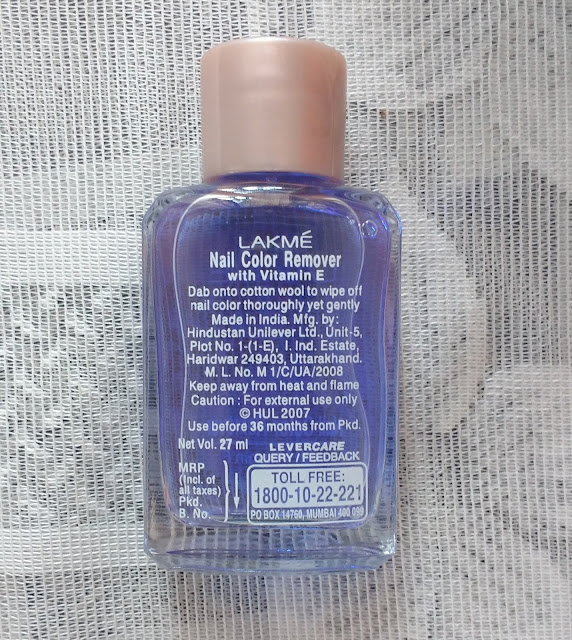 LAKMÉ
Nail Color Remover
with Vitamin E
Dab onto cotton wool to wipe off
nail color thoroughly yet gently
Made in India. Mfg. by:
Hindustan Unilever Ltd., Unit-5,
Plot No. 1-(1-E), I. Ind. Estate,
Haridwar 249403, Uttarakhand.
M. L. No. M 1/C/UA/2008
Keep away from heat and flame
Caution : For external use only
© HUL 2007
Use before 36 months from Pkd.
Net Vol. 27 ml
MRP
(Incl. of
all taxes)
Pkd.
B. No.
LEVERCARE
QUERY / FEEDBACK
TOLL FREE:
1800-10-22-221
PO BOX 14760, MUMBAI 400 099